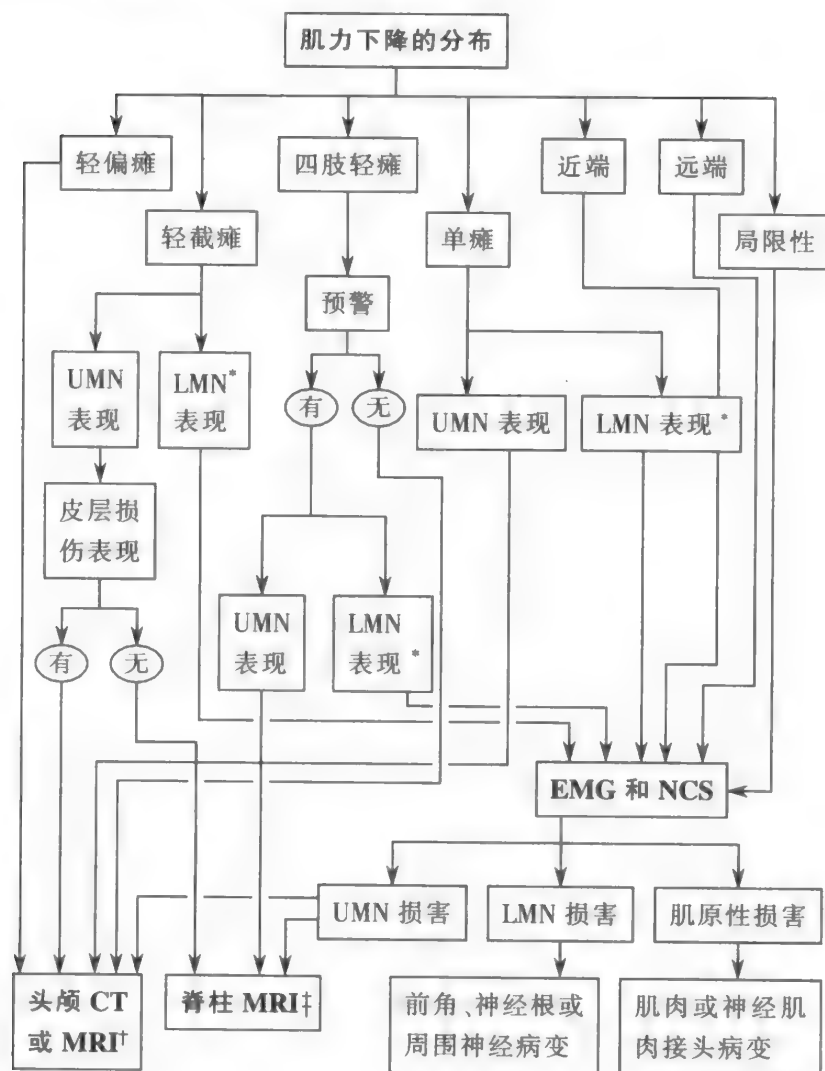 肌力下降的分布
轻偏瘫
四肢轻瘫
近端
远端
轻截瘫
单瘫
局限性
预警
UMN
表现
LMN*
表现
有
无
UMN 表现
LMN 表现*
皮层损
伤表现
UMN
表现
LMN
表现*
有
无
EMG 和 NCS
UMN 损害
LMN 损害
肌原性损害
头颅 CT
或 MRI†
脊柱 MRI‡
前角、神经根或
周围神经病变
肌肉或神经肌
肉接头病变